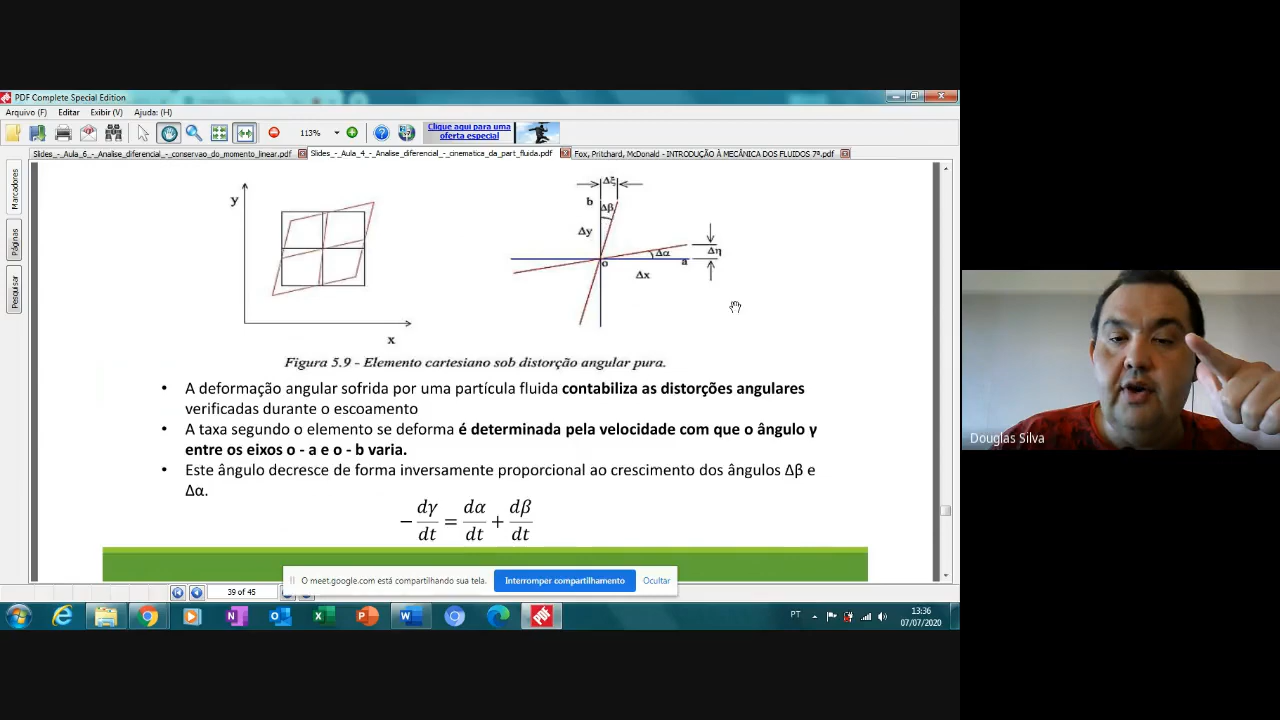 PDF Complete Special Edition
Arquivo (F) Editar Exibir (V) Ajuda: (H)
113%
Clique aqui para uma
oferta especial
Slides_-_Aula_6_-_Analise_diferencial_-_conservao_do_momento_linear.pdf Slides_-_Aula_4_-_Analise_diferencial_-_cinematica_da_part_fluida.pdf Fox, Pritchard, McDonald - INTRODUÇÃO À MECÂNICA DOS FLUIDOS 7ª.pdf
Marcadores
Páginas
Pesquisar
y
x
Δξ
b
Δβ
Δy
Δα
Δη
o
a
Δx
Figura 5.9 - Elemento cartesiano sob distorção angular pura.
• A deformação angular sofrida por uma partícula fluida contabiliza as distorções angulares
verificadas durante o escoamento
• A taxa segundo o elemento se deforma é determinada pela velocidade com que o ângulo γ
entre os eixos o - a e o - b varia.
• Este ângulo decresce de forma inversamente proporcional ao crescimento dos ângulos Δβ e
Δα.
− dγ/dt = dα/dt + dβ/dt
O meet.google.com está compartilhando sua tela. Interromper compartilhamento Ocultar
39 of 45
PT 13:36
07/07/2020
Douglas Silva